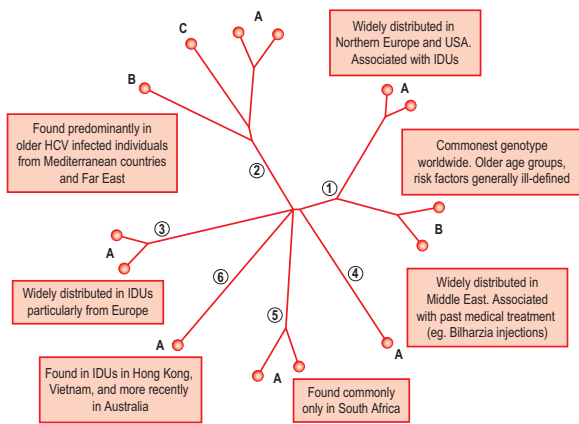 A
C
B
Widely distributed in
Northern Europe and USA.
Associated with IDUs
A
Found predominantly in
older HCV infected individuals
from Mediterranean countries
and Far East
Commonest genotype
worldwide. Older age groups,
risk factors generally ill-defined
2
1
B
3
A
6
4
Widely distributed in IDUs
particularly from Europe
Widely distributed in
Middle East. Associated
with past medical treatment
(eg. Bilharzia injections)
5
A
A
A
Found in IDUs in Hong Kong,
Vietnam, and more recently
in Australia
Found commonly
only in South Africa